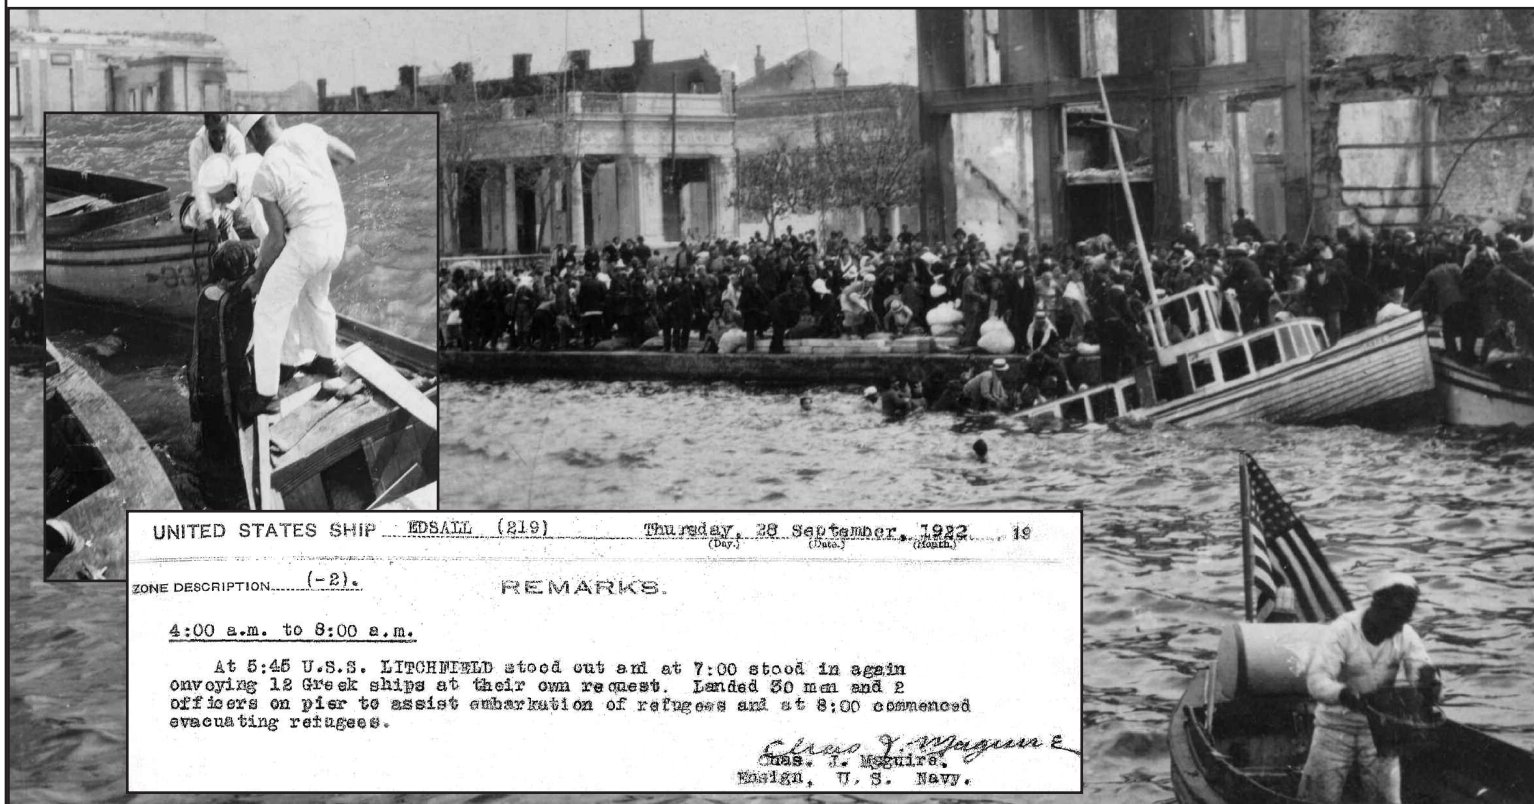 UNITED STATES SHIP EDSALL (219) Thursday, 28 September, 1922, 19
(Day.) (Date.) (Month.)
ZONE DESCRIPTION (-2). REMARKS.
4:00 a.m. to 8:00 a.m.
At 5:45 U.S.S. LITCHFIELD stood out and at 7:00 stood in again
onvoying 12 Greek ships at their own request. Landed 30 men and 2
officers on pier to assist embarkation of refugees and at 8:00 commenced
evacuating refugees.
Chas J. Maguire
Chas. J. Maguire,
Ensign, U. S. Navy.